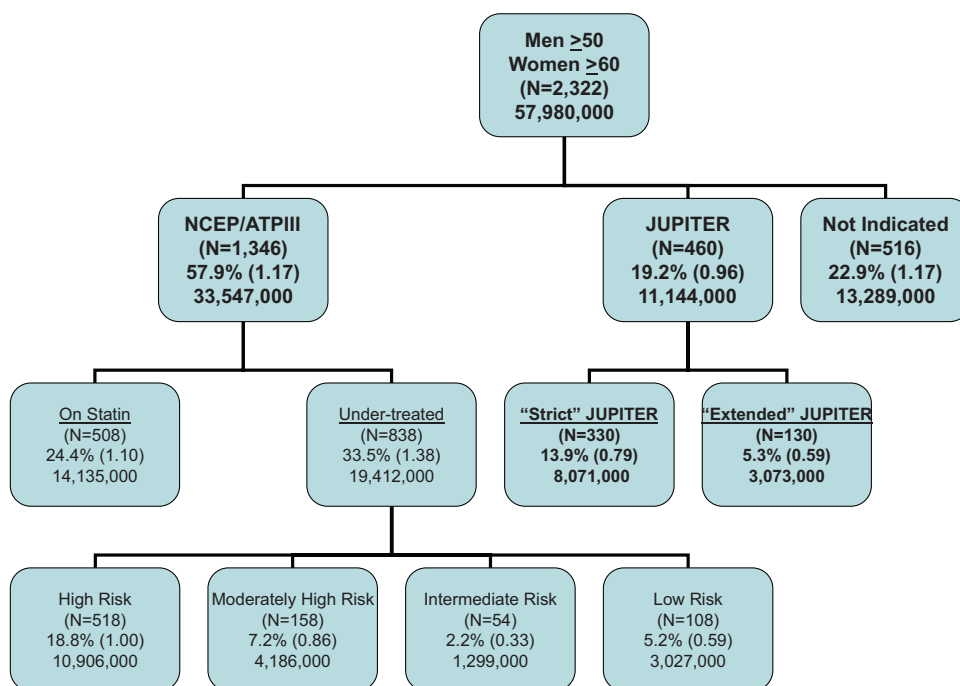 Men ≥50
Women ≥60
(N=2,322)
57,980,000
NCEP/ATPIII
(N=1,346)
57.9% (1.17)
33,547,000
JUPITER
(N=460)
19.2% (0.96)
11,144,000
Not Indicated
(N=516)
22.9% (1.17)
13,289,000
On Statin
(N=508)
24.4% (1.10)
14,135,000
Under-treated
(N=838)
33.5% (1.38)
19,412,000
“Strict” JUPITER
(N=330)
13.9% (0.79)
8,071,000
“Extended” JUPITER
(N=130)
5.3% (0.59)
3,073,000
High Risk
(N=518)
18.8% (1.00)
10,906,000
Moderately High Risk
(N=158)
7.2% (0.86)
4,186,000
Intermediate Risk
(N=54)
2.2% (0.33)
1,299,000
Low Risk
(N=108)
5.2% (0.59)
3,027,000